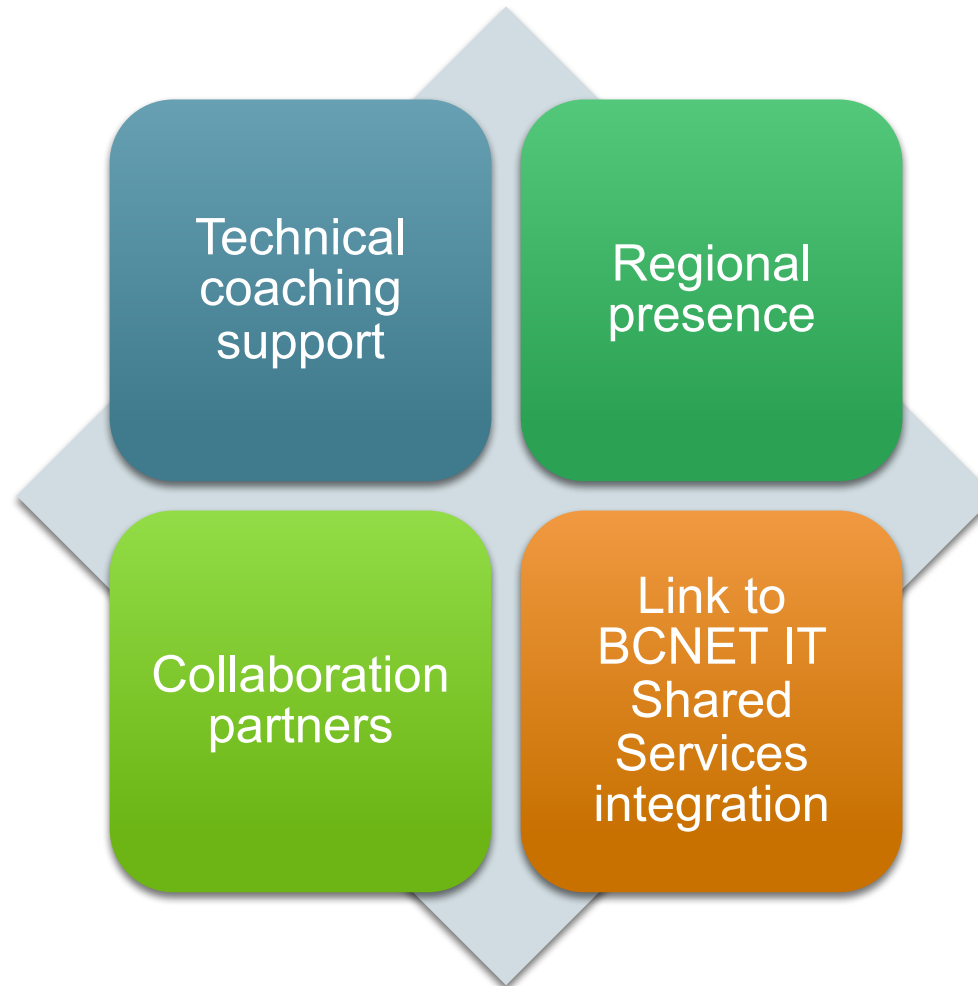 Technical
coaching
support
Regional
presence
Collaboration
partners
Link to
BCNET IT
Shared
Services
integration